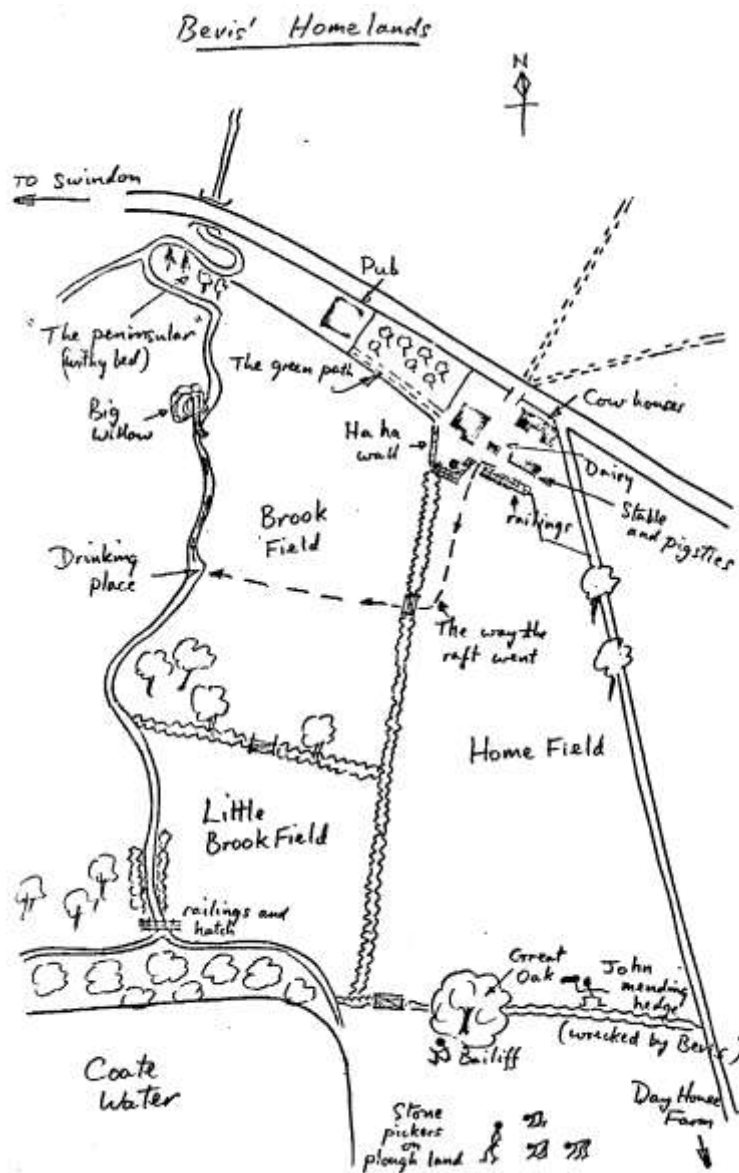 Bevis' Homelands
N
TO Swindon
Pub
The peninsular
(withy bed)
The green path
Big
Willow
Ha ha
wall
Cow houses
Dairy
Stable
and pigsties
railings
Brook
Field
Drinking
place
The way the
raft went
Home Field
Little
Brook Field
railings and
hatch
Great
Oak
John
mending
hedge
(wrecked by Bevis)
Bailiff
Coate
Water
Day House
Farm
Stone
pickers
on
plough land